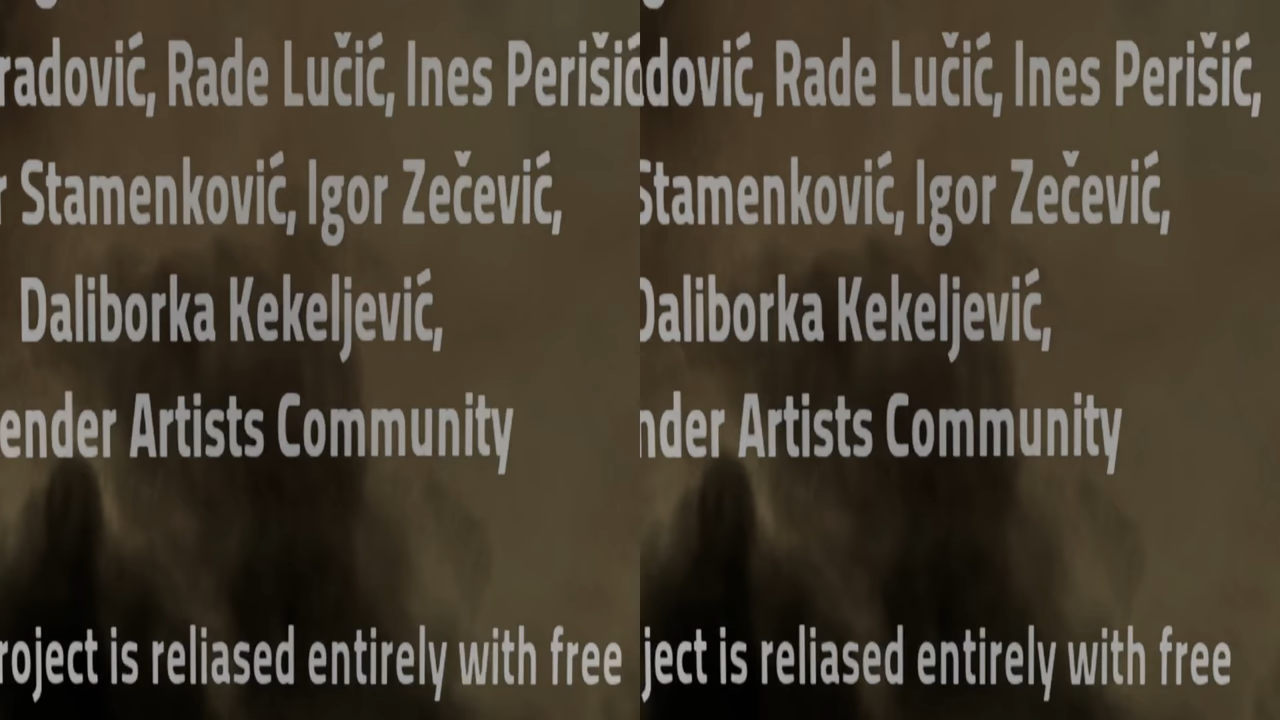 radović, Rade Lučić, Ines Perišić
dović, Rade Lučić, Ines Perišić,
r Stamenković, Igor Zečević,
Stamenković, Igor Zečević,
Daliborka Kekeljević,
Daliborka Kekeljević,
ender Artists Community
nder Artists Community
roject is reliased entirely with free
ject is reliased entirely with free